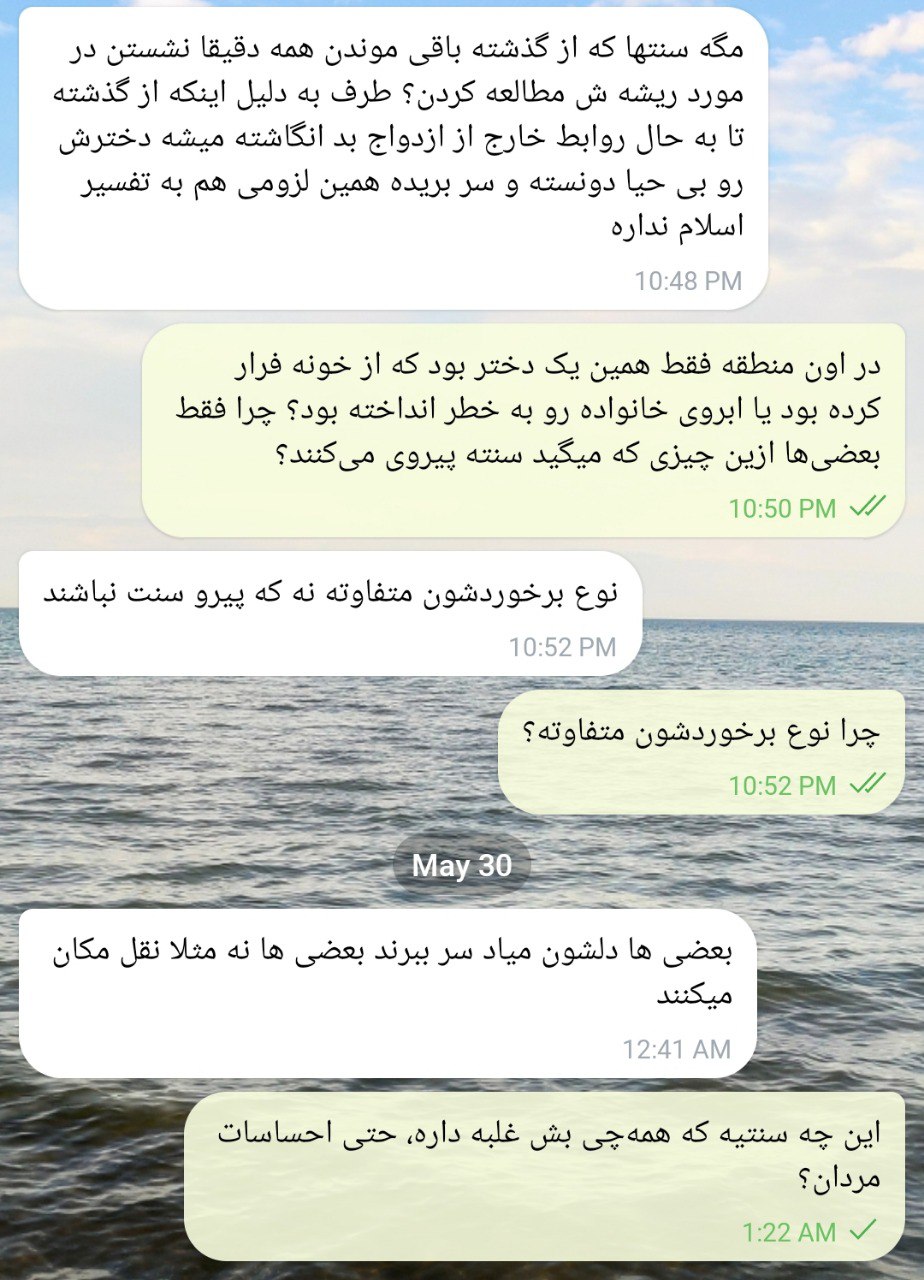 مگه سنتها که از گذشته باقی موندن همه دقیقا نشستن در
مورد ریشه ش مطالعه کردن؟ طرف به دلیل اینکه از گذشته
تا به حال روابط خارج از ازدواج بد انگاشته میشه دخترش
رو بی حیا دونسته و سر بریده همین لزومی هم به تفسیر
اسلام نداره
10:48 PM
در اون منطقه فقط همین یک دختر بود که از خونه فرار
کرده بود یا ابروی خانواده رو به خطر انداخته بود؟ چرا فقط
بعضی‌ها ازین چیزی که میگید سنته پیروی می‌کنند؟
10:50 PM
نوع برخوردشون متفاوته نه که پیرو سنت نباشند
10:52 PM
چرا نوع برخوردشون متفاوته؟
10:52 PM
May 30
بعضی ها دلشون میاد سر ببرند بعضی ها نه مثلا نقل مکان
میکنند
12:41 AM
این چه سنتیه که همه‌چی بش غلبه داره، حتی احساسات
مردان؟
1:22 AM